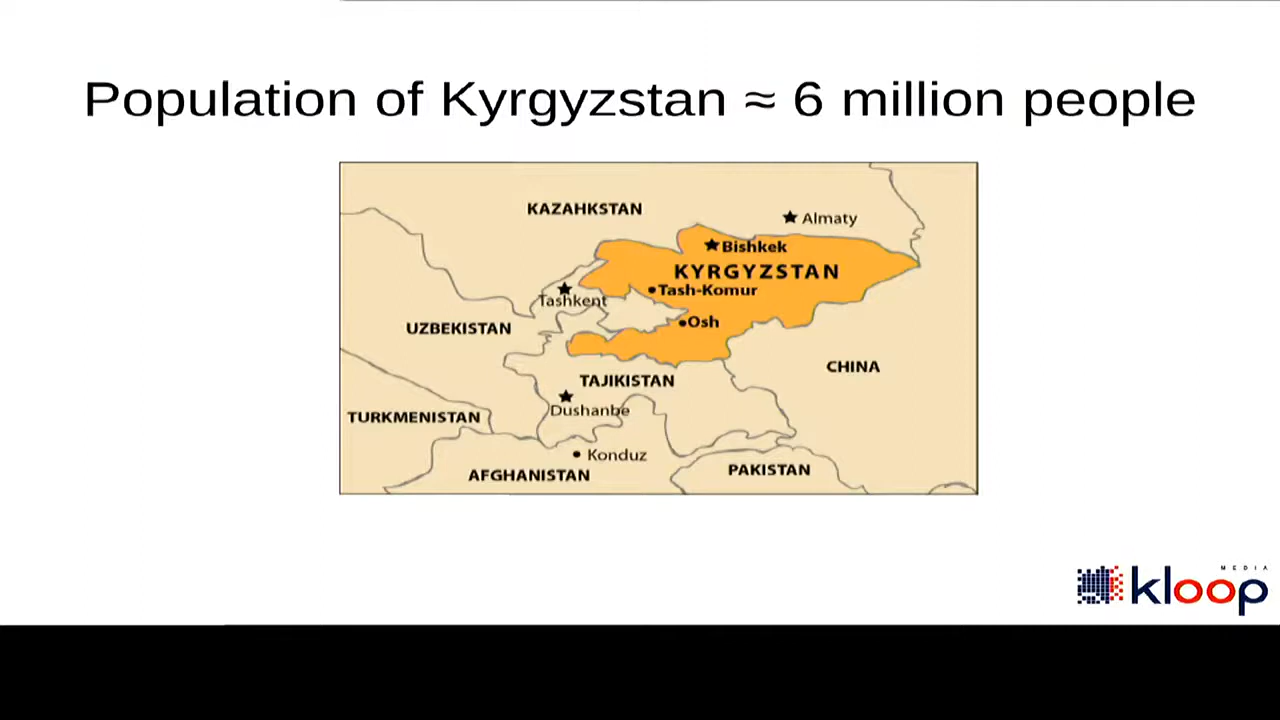 Population of Kyrgyzstan ≈ 6 million people
KAZAHKSTAN
Almaty
Bishkek
KYRGYZSTAN
Tash-Komur
Tashkent
Osh
UZBEKISTAN
CHINA
TAJIKISTAN
Dushanbe
TURKMENISTAN
Konduz
AFGHANISTAN
PAKISTAN
MEDIA
kloop